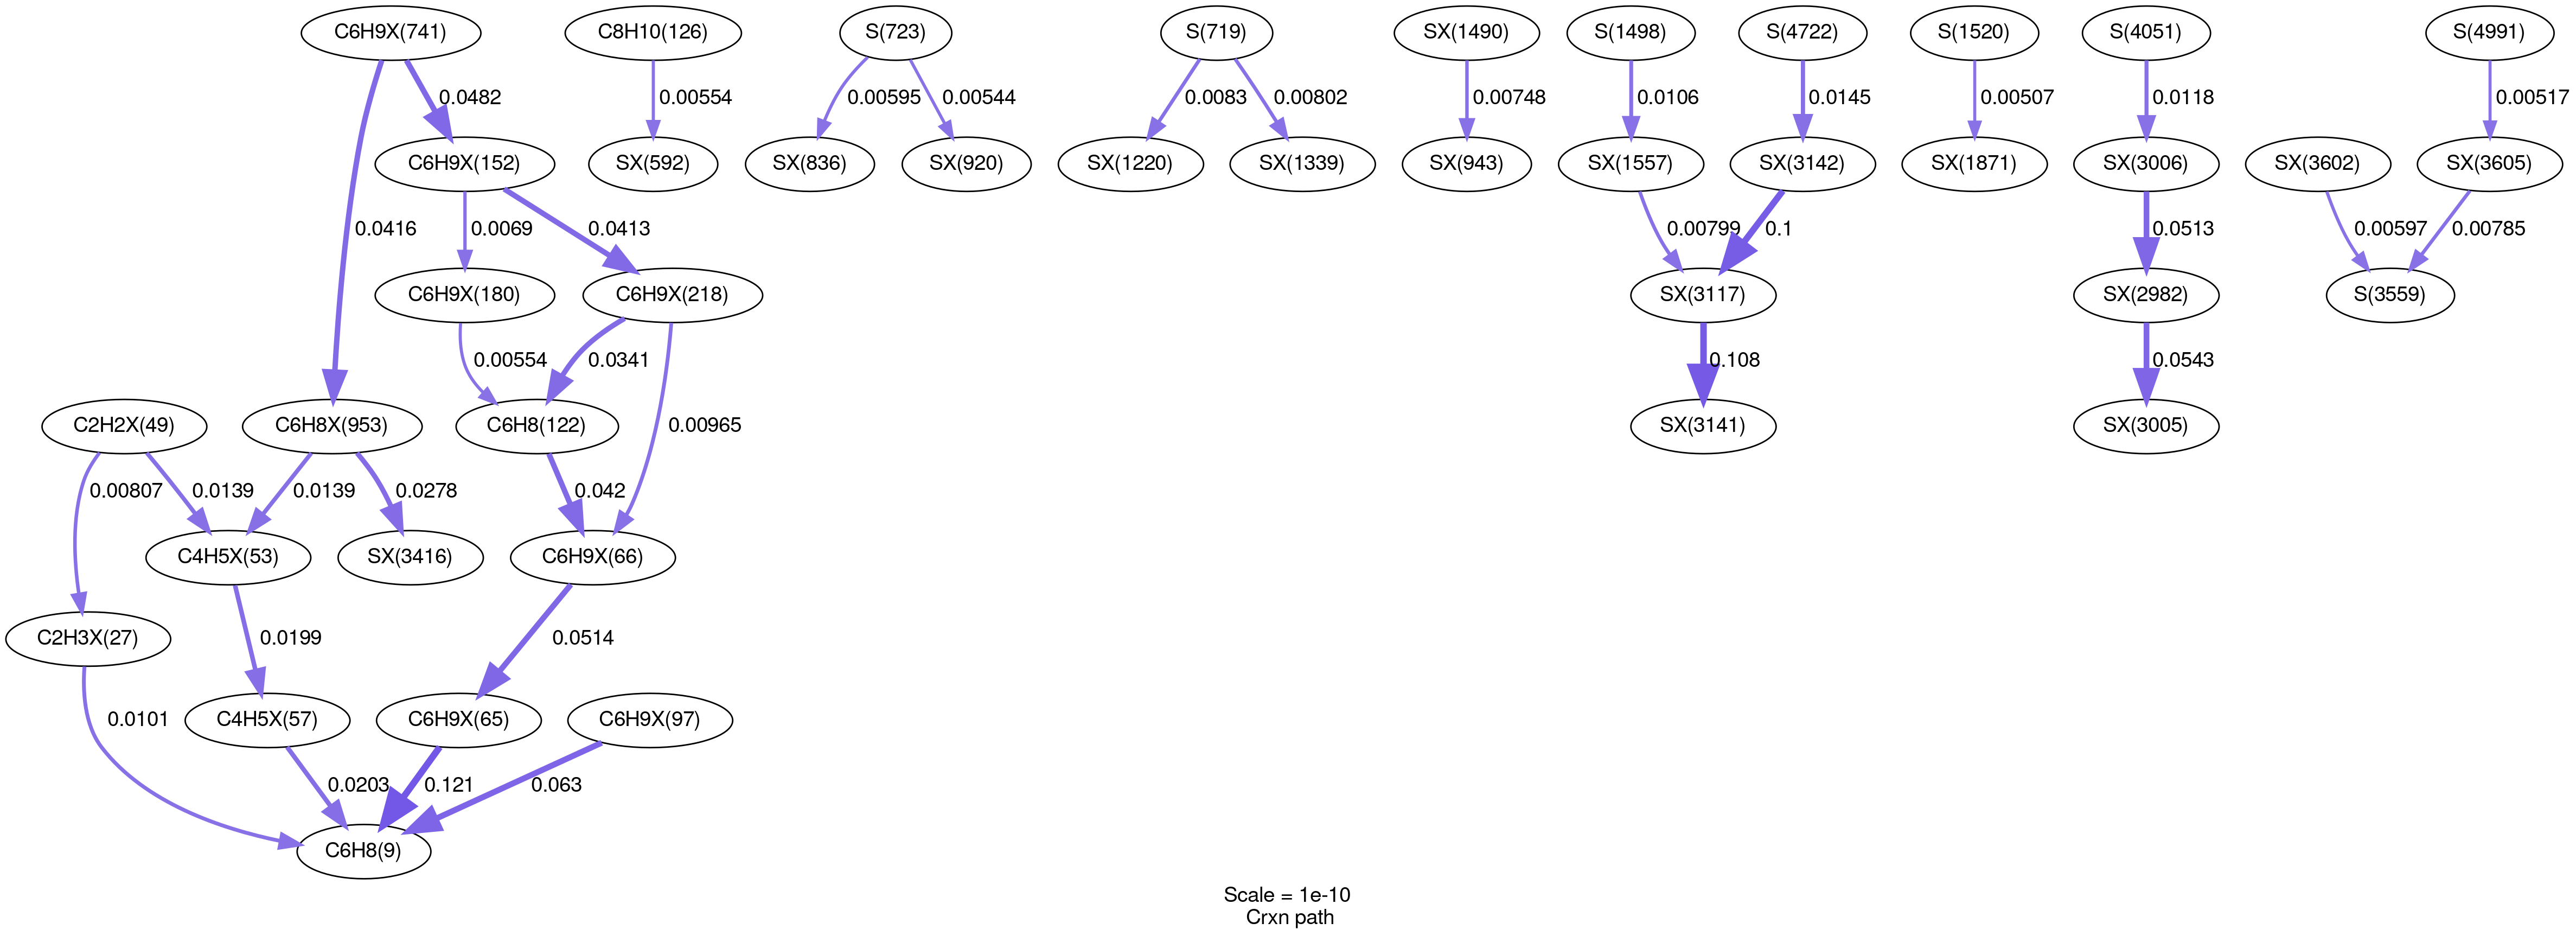 C6H9X(741)
C8H10(126)
S(723)
S(719)
SX(1490)
S(1498)
S(4722)
S(1520)
S(4051)
S(4991)
0.0482
0.00554
0.00595
0.00544
0.0083
0.00802
0.00748
0.0106
0.0145
0.00507
0.0118
0.00517
C6H9X(152)
SX(592)
SX(836)
SX(920)
SX(1220)
SX(1339)
SX(943)
SX(1557)
SX(3142)
SX(1871)
SX(3006)
SX(3602)
SX(3605)
0.0416
0.0069
0.0413
0.00799
0.1
0.0513
0.00597
0.00785
C6H9X(180)
C6H9X(218)
SX(3117)
SX(2982)
S(3559)
0.00554
0.0341
0.108
0.0543
C2H2X(49)
C6H8X(953)
C6H8(122)
0.00965
SX(3141)
SX(3005)
0.00807
0.0139
0.0139
0.0278
0.042
C4H5X(53)
SX(3416)
C6H9X(66)
C2H3X(27)
0.0199
0.0514
0.0101
C4H5X(57)
C6H9X(65)
C6H9X(97)
0.0203
0.121
0.063
C6H8(9)
Scale = 1e-10
Crxn path